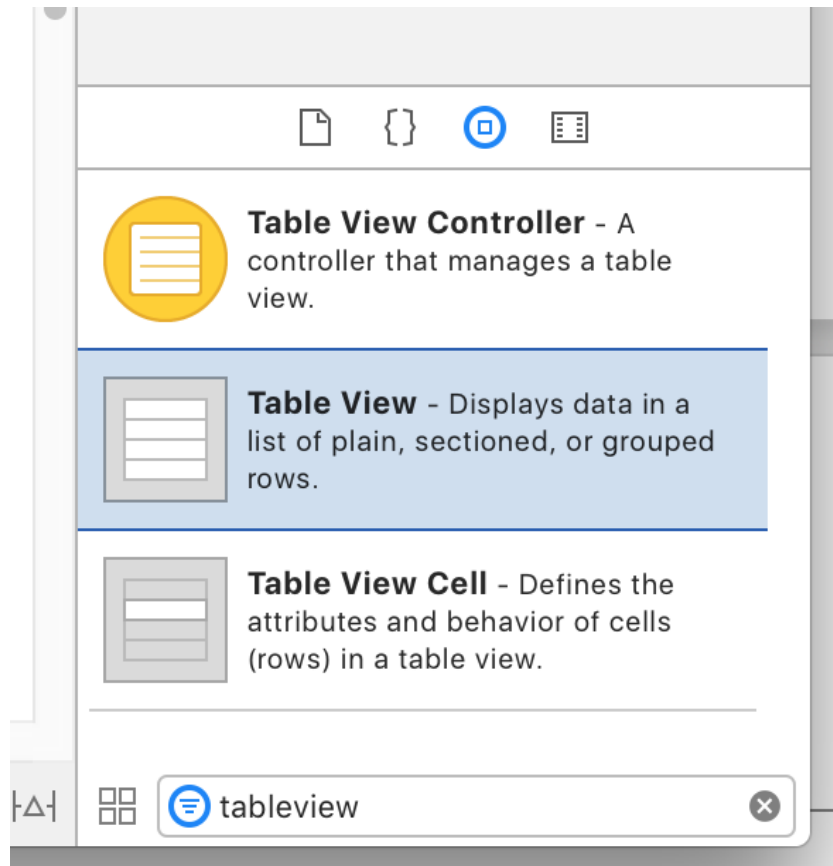 Table View Controller - A
controller that manages a table
view.
Table View - Displays data in a
list of plain, sectioned, or grouped
rows.
Table View Cell - Defines the
attributes and behavior of cells
(rows) in a table view.
tableview